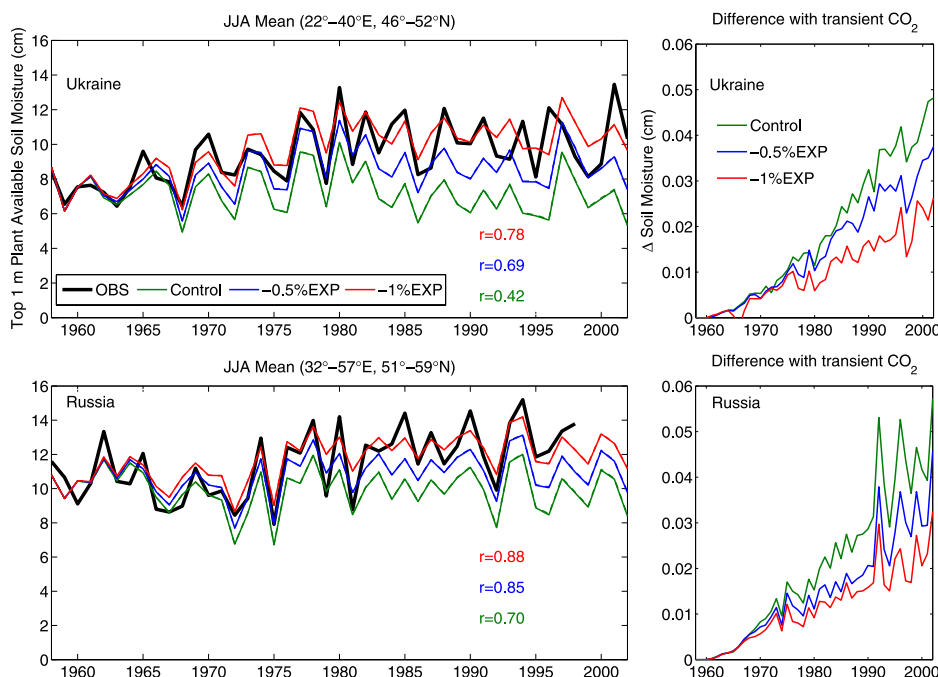 JJA Mean (22°−40°E, 46°−52°N)
Top 1 m Plant Available Soil Moisture (cm)
16
14
12
10
8
6
4
2
0
Ukraine
r=0.78
r=0.69
r=0.42
OBS Control −0.5%EXP −1%EXP
1960 1965 1970 1975 1980 1985 1990 1995 2000
Difference with transient CO2
Δ Soil Moisture (cm)
0.06
0.05
0.04
0.03
0.02
0.01
0
Ukraine
Control
−0.5%EXP
−1%EXP
1950 1960 1970 1980 1990 2000
JJA Mean (32°−57°E, 51°−59°N)
16
14
12
10
8
6
4
2
0
Russia
r=0.88
r=0.85
r=0.70
1960 1965 1970 1975 1980 1985 1990 1995 2000
Difference with transient CO2
0.06
0.05
0.04
0.03
0.02
0.01
0
Russia
1950 1960 1970 1980 1990 2000